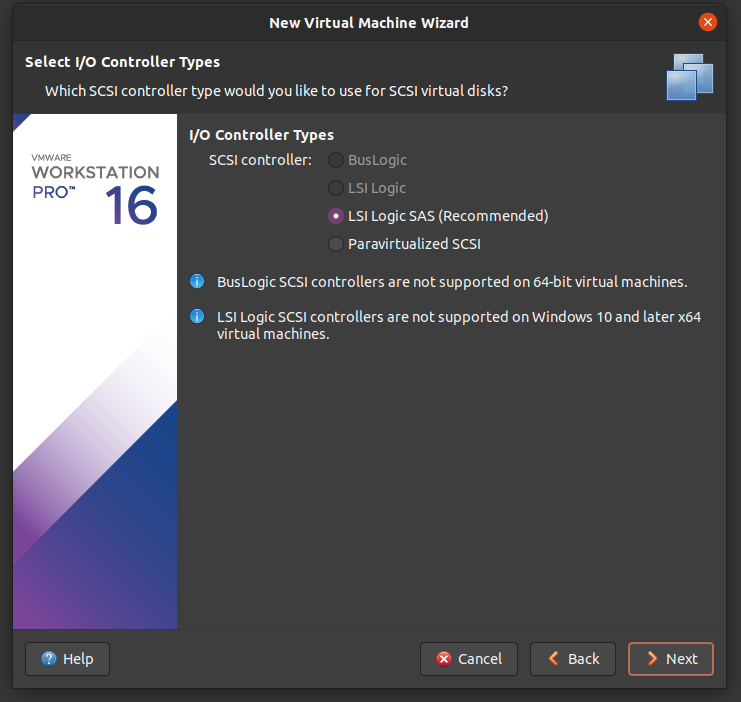 New Virtual Machine Wizard
Select I/O Controller Types
Which SCSI controller type would you like to use for SCSI virtual disks?
VMWARE
WORKSTATION
PRO™ 16
I/O Controller Types
SCSI controller: BusLogic
LSI Logic
LSI Logic SAS (Recommended)
Paravirtualized SCSI
BusLogic SCSI controllers are not supported on 64-bit virtual machines.
LSI Logic SCSI controllers are not supported on Windows 10 and later x64
virtual machines.
Help Cancel Back Next